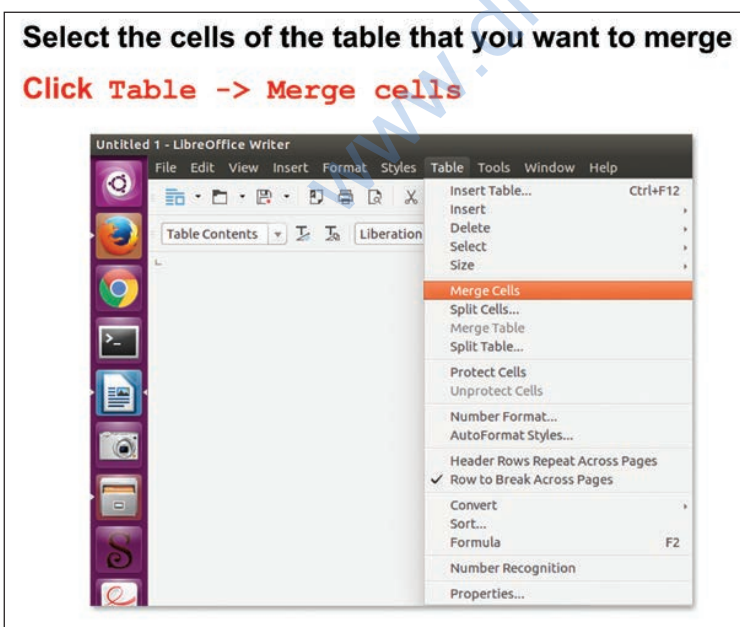 Select the cells of the table that you want to merge
Click Table -> Merge cells
Untitled 1 - LibreOffice Writer
File Edit View Insert Format Styles Table Tools Window Help
Table Contents
Liberation
Insert Table... Ctrl+F12
Insert
Delete
Select
Size
Merge Cells
Split Cells...
Merge Table
Split Table...
Protect Cells
Unprotect Cells
Number Format...
AutoFormat Styles...
Header Rows Repeat Across Pages
Row to Break Across Pages
Convert
Sort...
Formula F2
Number Recognition
Properties...